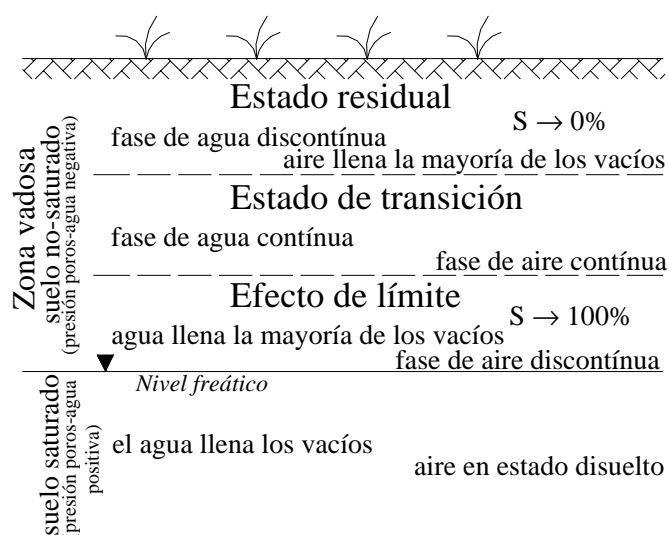 Estado residual
S → 0%
fase de agua discontínua
aire llena la mayoría de los vacíos
Estado de transición
fase de agua contínua
fase de aire contínua
Efecto de límite
S → 100%
agua llena la mayoría de los vacíos
fase de aire discontínua
Zona vadosa
suelo no-saturado
(presión poros-agua negativa)
Nivel freático
el agua llena los vacíos
aire en estado disuelto
suelo saturado
(presión poros-agua
positiva)